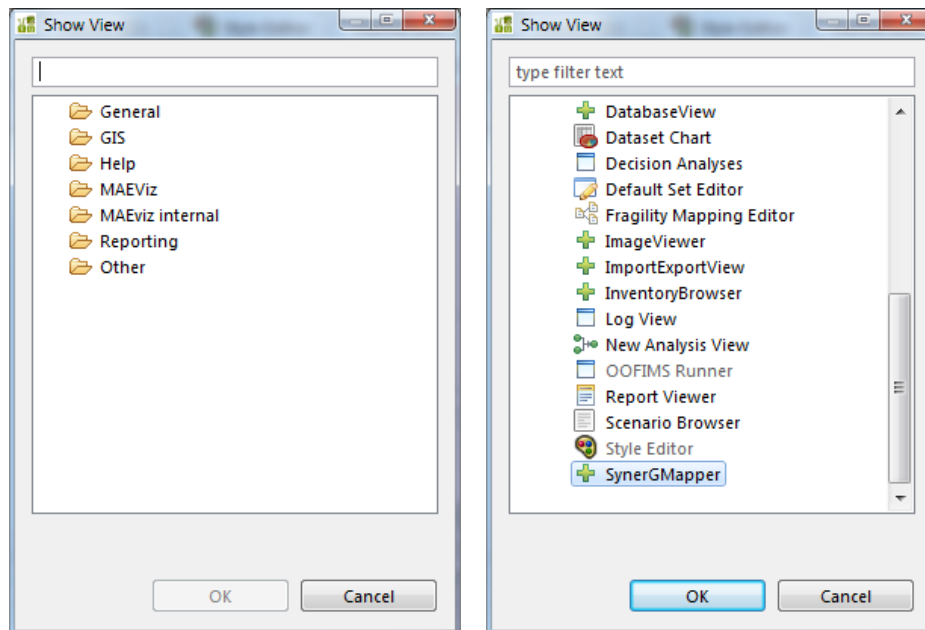 Show View
General
GIS
Help
MAEViz
MAEviz internal
Reporting
Other
OK
Cancel
Show View
type filter text
DatabaseView
Dataset Chart
Decision Analyses
Default Set Editor
Fragility Mapping Editor
ImageViewer
ImportExportView
InventoryBrowser
Log View
New Analysis View
OOFIMS Runner
Report Viewer
Scenario Browser
Style Editor
SynerGMapper
OK
Cancel